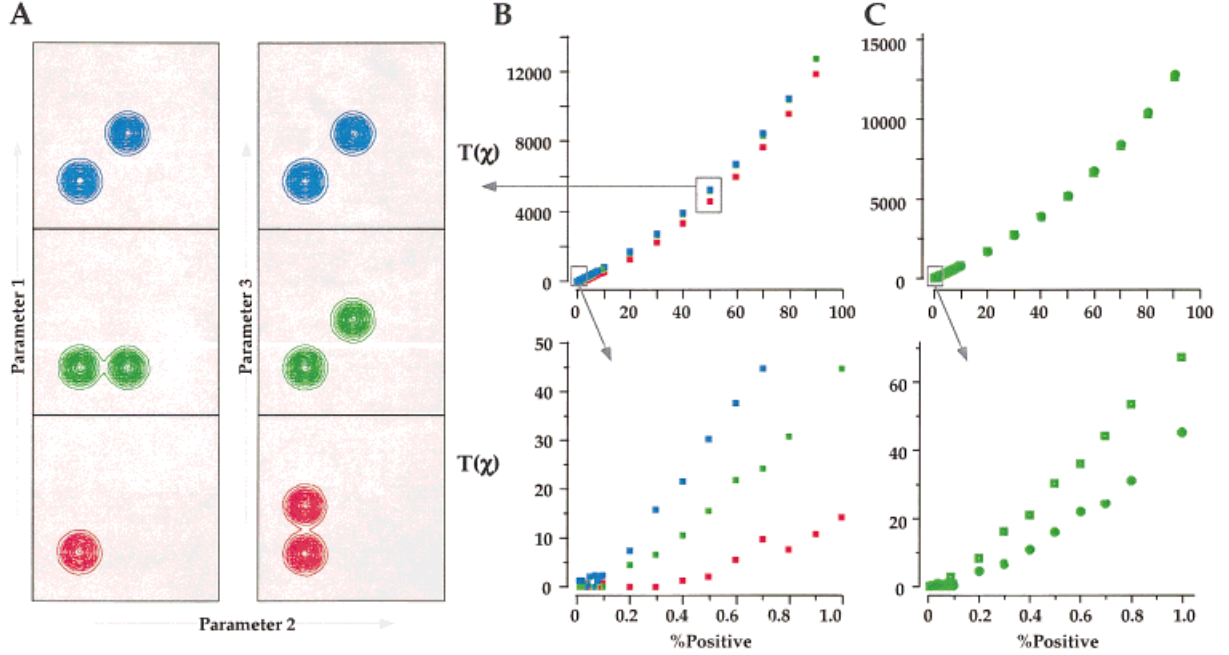 A
B
C
Parameter 1
Parameter 3
Parameter 2
T(χ)
12000
8000
4000
0
0 20 40 60 80 100
T(χ)
50
40
30
20
10
0
0 0.2 0.4 0.6 0.8 1.0
%Positive
15000
10000
5000
0
0 20 40 60 80 100
60
40
20
0
0 0.2 0.4 0.6 0.8 1.0
%Positive